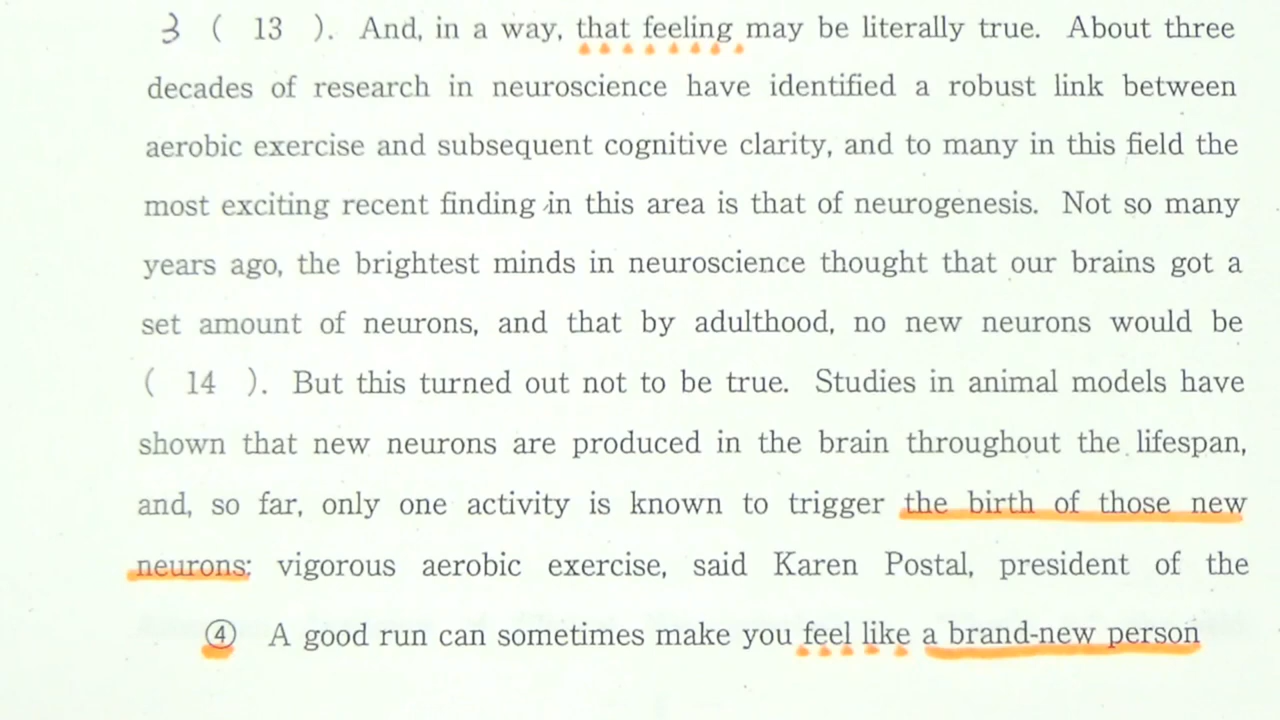 3 ( 13 ). And, in a way, that feeling may be literally true. About three
decades of research in neuroscience have identified a robust link between
aerobic exercise and subsequent cognitive clarity, and to many in this field the
most exciting recent finding in this area is that of neurogenesis. Not so many
years ago, the brightest minds in neuroscience thought that our brains got a
set amount of neurons, and that by adulthood, no new neurons would be
( 14 ). But this turned out not to be true. Studies in animal models have
shown that new neurons are produced in the brain throughout the lifespan,
and, so far, only one activity is known to trigger the birth of those new
neurons: vigorous aerobic exercise, said Karen Postal, president of the
④ A good run can sometimes make you feel like a brand-new person